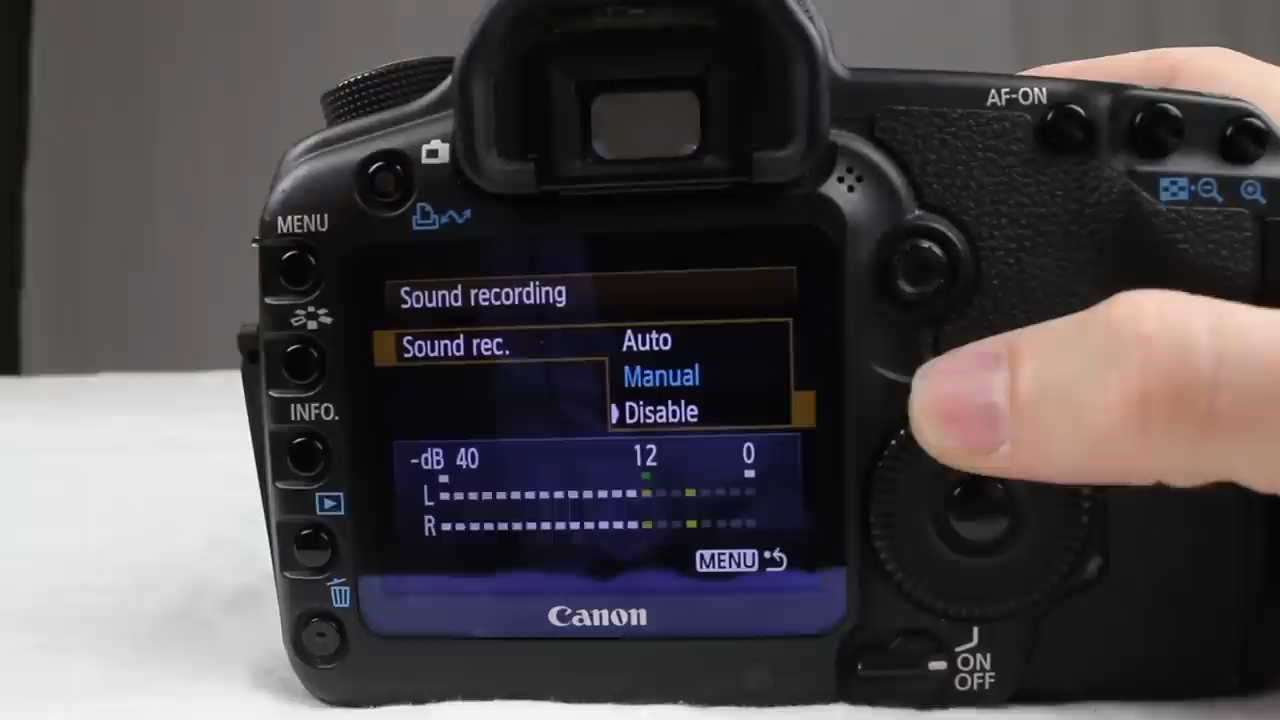 AF-ON
MENU
Sound recording
Sound rec.
Auto
Manual
Disable
INFO.
-dB 40 12 0
L
R
MENU
Canon
ON
OFF